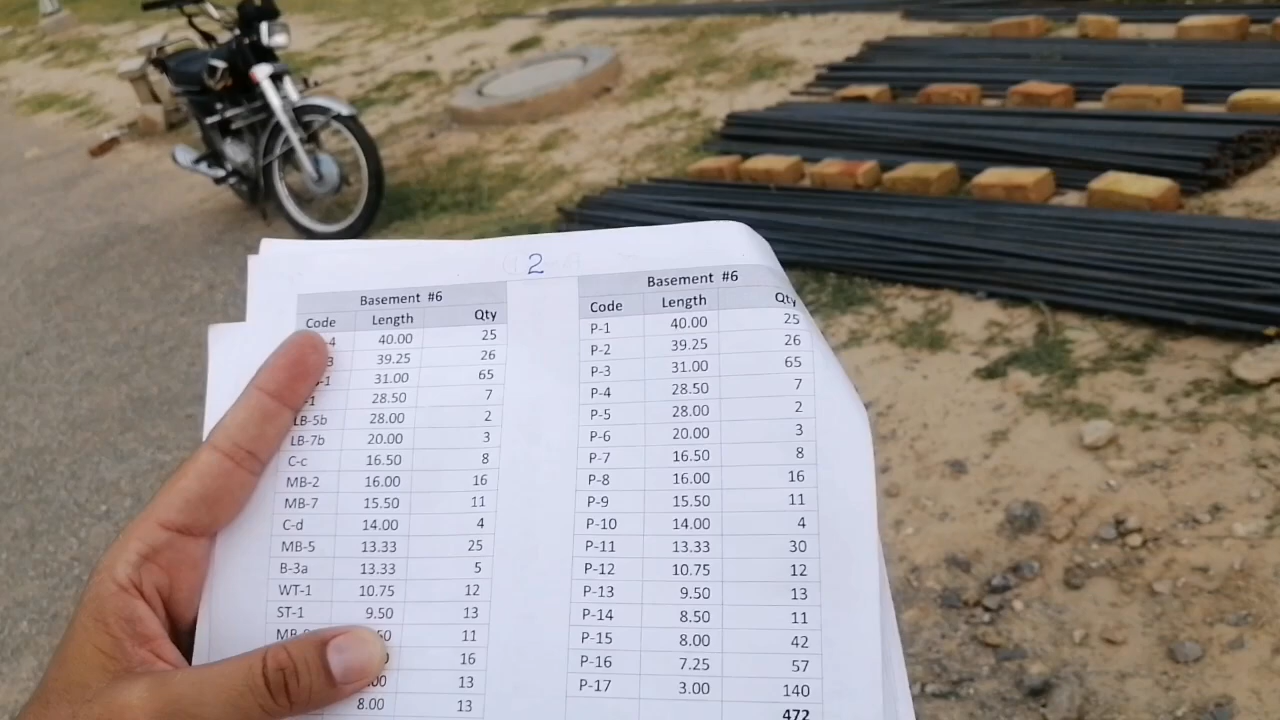 2
Basement #6
Code Length Qty
40.00 25
39.25 26
31.00 65
28.50 7
LB-5b 28.00 2
LB-7b 20.00 3
C-c 16.50 8
MB-2 16.00 16
MB-7 15.50 11
C-d 14.00 4
MB-5 13.33 25
B-3a 13.33 5
WT-1 10.75 12
ST-1 9.50 13
11
16
13
8.00 13
Basement #6
Code Length Qty
P-1 40.00 25
P-2 39.25 26
P-3 31.00 65
P-4 28.50 7
P-5 28.00 2
P-6 20.00 3
P-7 16.50 8
P-8 16.00 16
P-9 15.50 11
P-10 14.00 4
P-11 13.33 30
P-12 10.75 12
P-13 9.50 13
P-14 8.50 11
P-15 8.00 42
P-16 7.25 57
P-17 3.00 140
472